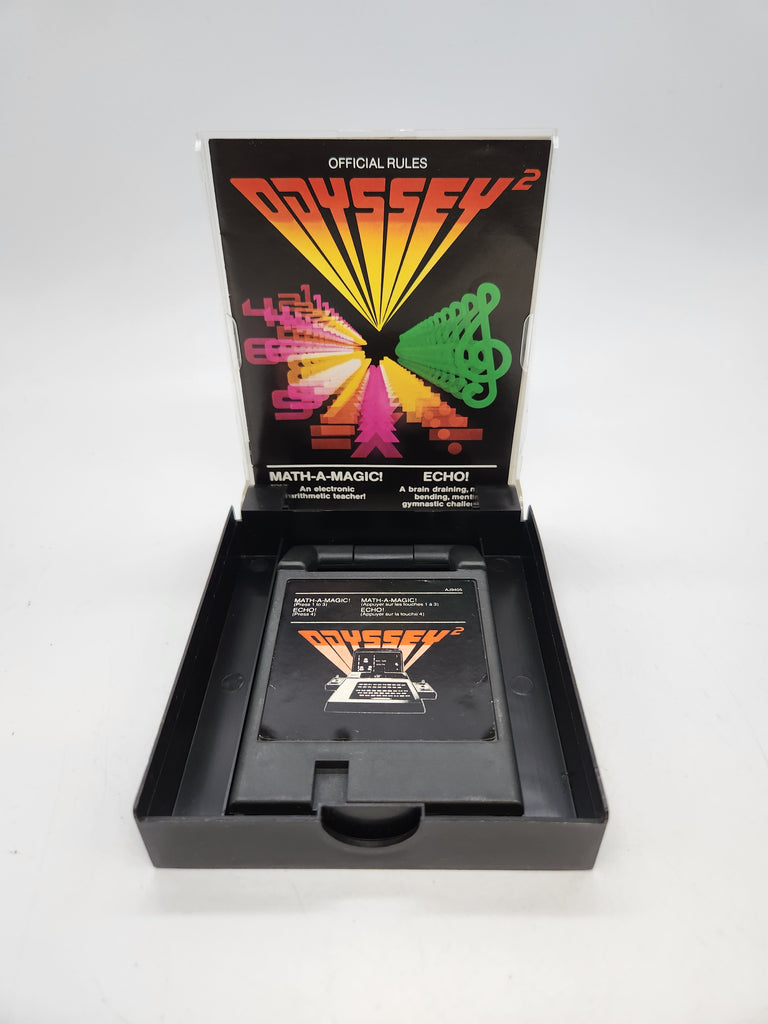 OFFICIAL RULES
ODYSSEY²
MATH-A-MAGIC! ECHO!
An electronic A brain draining,
arithmetic teacher! bending,
gymnastic
AJ9405
MATH-A-MAGIC! MATH-A-MAGIC!
(Press 1 to 3) (Appuyer sur les touches 1 à 3)
ECHO! ECHO!
(Press 4) (Appuyer sur la touche 4)
ODYSSEY²